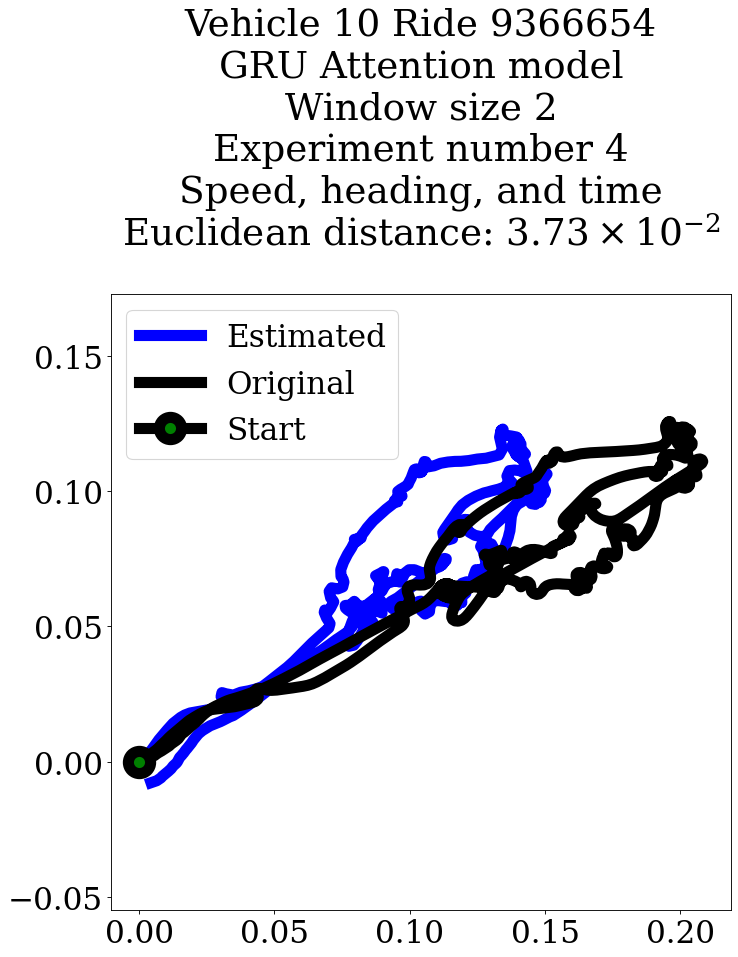 Vehicle 10 Ride 9366654
GRU Attention model
Window size 2
Experiment number 4
Speed, heading, and time
Euclidean distance: 3.73 × 10⁻²
Estimated
Original
Start
0.15
0.10
0.05
0.00
−0.05
0.00 0.05 0.10 0.15 0.20